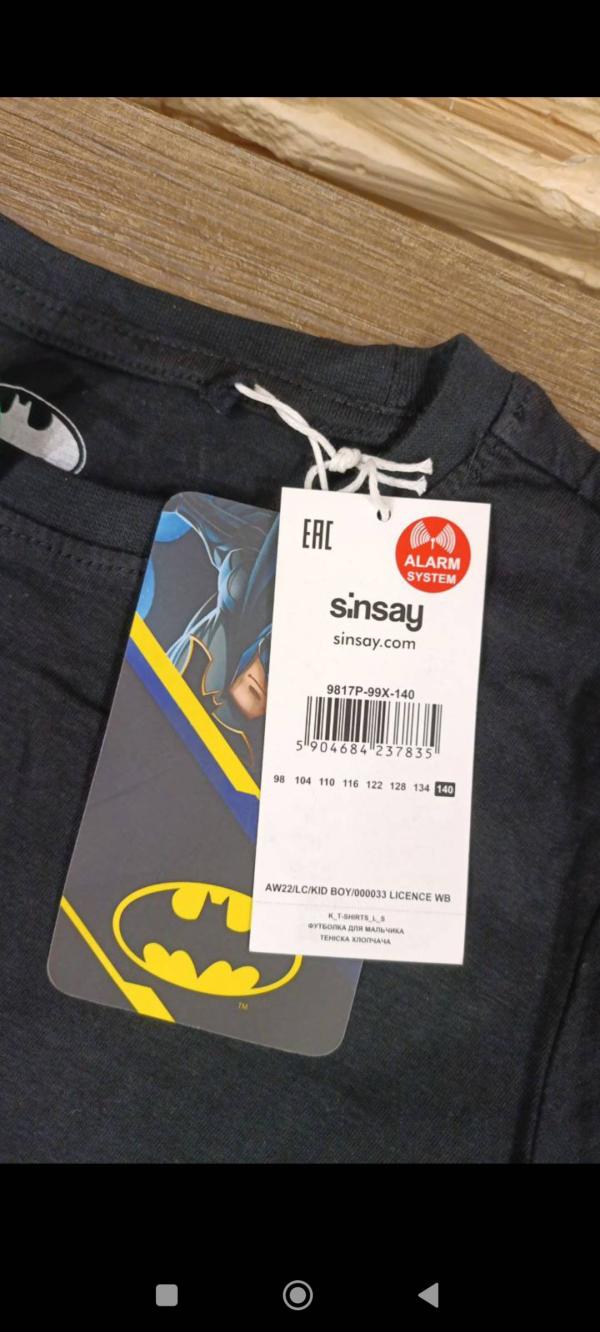 EAC
ALARM
SYSTEM
sinsay
sinsay.com
9817P-99X-140
5 904684 237835
98 104 110 116 122 128 134 140
AW22/LC/KID BOY/000033 LICENCE WB
K_T-SHIRTS_L_S
ФУТБОЛКА ДЛЯ МАЛЬЧИКА
ТЕНІСКА ХЛОПЧАЧА
TM